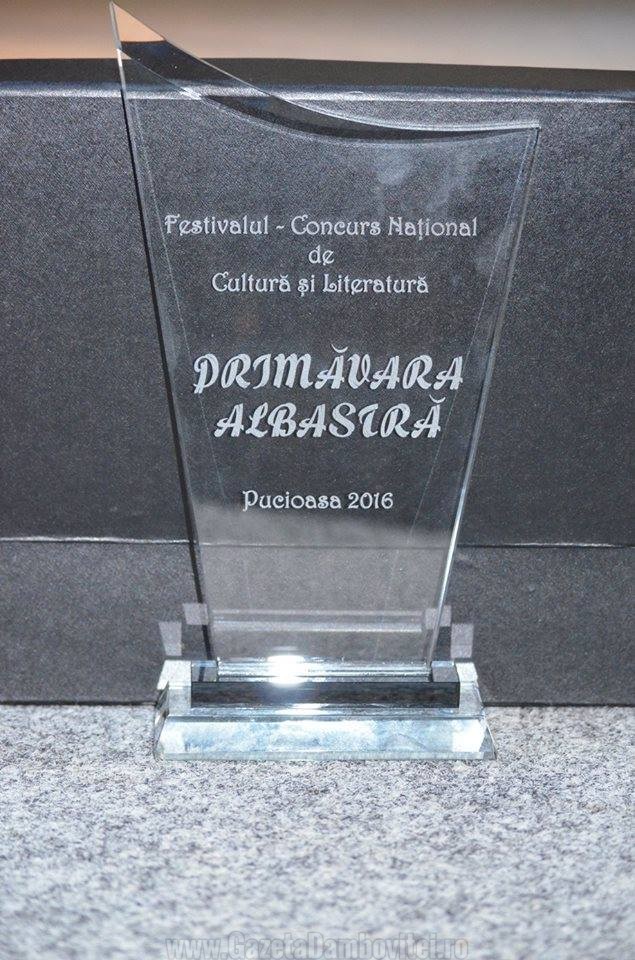 Festivalul - Concurs Național
de
Cultură și Literatură
PRIMĂVARA
ALBASTRĂ
Pucioasa 2016
www.GazetaDambovitei.ro